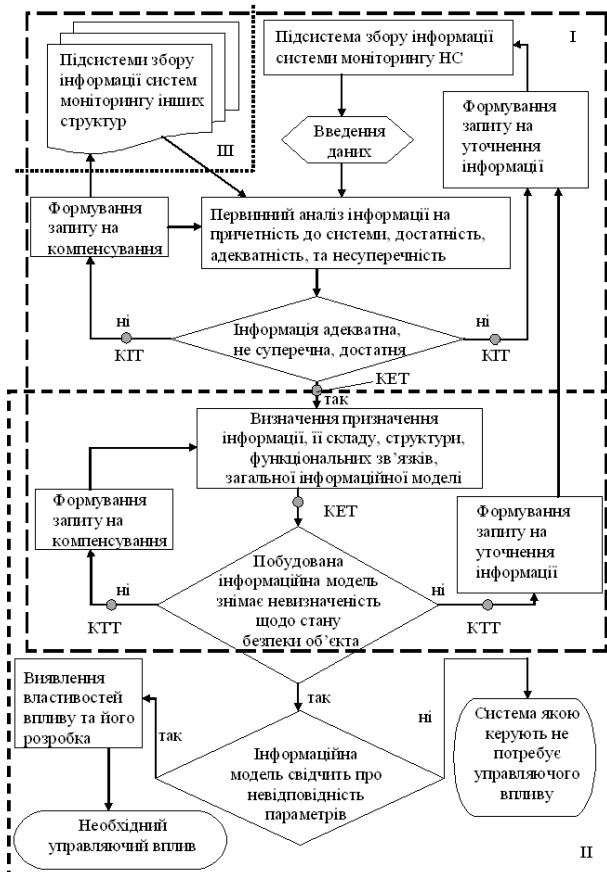 Підсистеми збору
інформації систем
моніторингу інших
структур
III
Підсистема збору інформації
системи моніторингу НС
I
Введення
даних
Формування
запиту на
уточнення
інформації
Формування
запиту на
компенсування
Первинний аналіз інформації на
причетність до системи, достатність,
адекватність, та несуперечність
ні
КТТ
Інформація адекватна,
не суперечна, достатня
ні
КТТ
КЕТ
так
Визначення призначення
інформації, її складу, структури,
функціональних зв’язків,
загальної інформаційної моделі
КЕТ
Формування
запиту на
компенсування
Формування
запиту на
уточнення
інформації
ні
КТТ
Побудована
інформаційна модель
знімає невизначеність
щодо стану
безпеки об’єкта
ні
КТТ
так
Виявлення
властивостей
впливу та його
розробка
так
Інформаційна
модель свідчить про
невідповідність
параметрів
ні
Система якою
керують не
потребує
управляючого
впливу
Необхідний
управляючий вплив
II